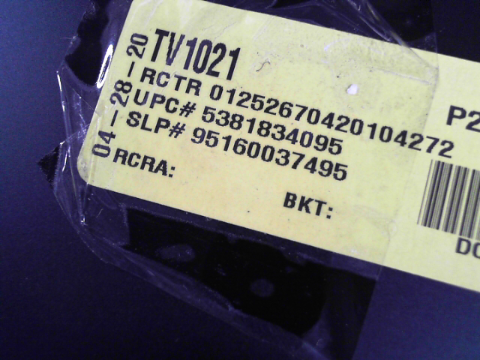 04-28-20
TV1021
RCTR 01252670420104272
UPC# 5381834095
SLP# 95160037495
RCRA:
BKT:
P2
DO